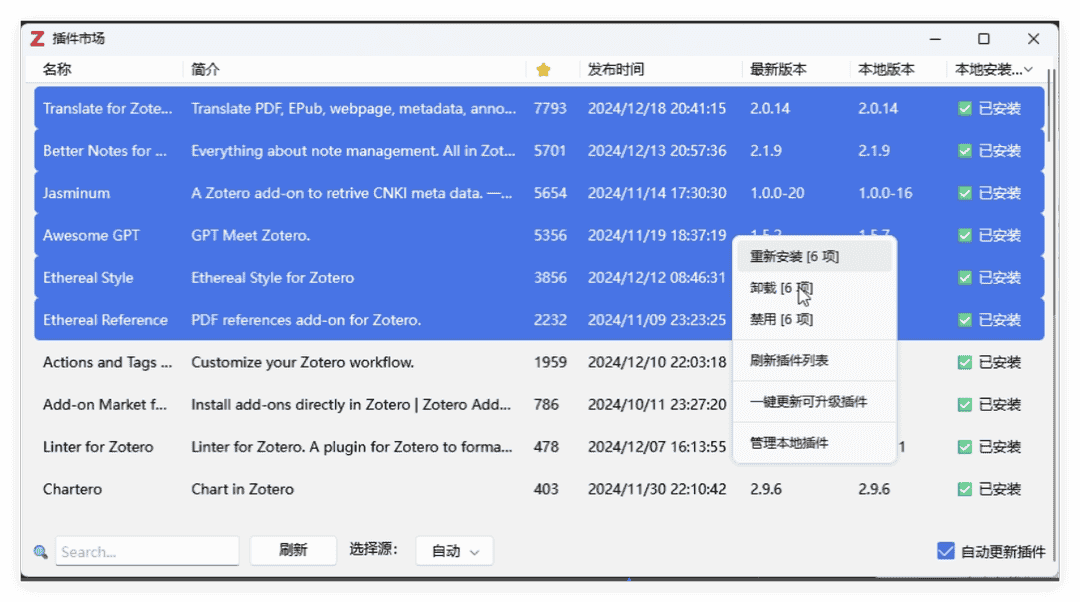 Z 插件市场
名称 简介 发布时间 最新版本 本地版本 本地安装...
Translate for Zote... Translate PDF, EPub, webpage, metadata, anno... 7793 2024/12/18 20:41:15 2.0.14 2.0.14 已安装
Better Notes for ... Everything about note management. All in Zot... 5701 2024/12/13 20:57:36 2.1.9 2.1.9 已安装
Jasminum A Zotero add-on to retrive CNKI meta data. 一... 5654 2024/11/14 17:30:30 1.0.0-20 1.0.0-16 已安装
Awesome GPT GPT Meet Zotero. 5356 2024/11/19 18:37:19 已安装
重新安装 [6 项]
Ethereal Style Ethereal Style for Zotero 3856 2024/12/12 08:46:31 已安装
卸载 [6 项]
Ethereal Reference PDF references add-on for Zotero. 2232 2024/11/09 23:23:25 已安装
禁用 [6 项]
Actions and Tags ... Customize your Zotero workflow. 1959 2024/12/10 22:03:18 已安装
刷新插件列表
Add-on Market f... Install add-ons directly in Zotero | Zotero Add... 786 2024/10/11 23:27:20 已安装
一键更新可升级插件
Linter for Zotero Linter for Zotero. A plugin for Zotero to forma... 478 2024/12/07 16:13:55 1 已安装
管理本地插件
Chartero Chart in Zotero 403 2024/11/30 22:10:42 2.9.6 2.9.6 已安装
Search... 刷新 选择源: 自动 自动更新插件